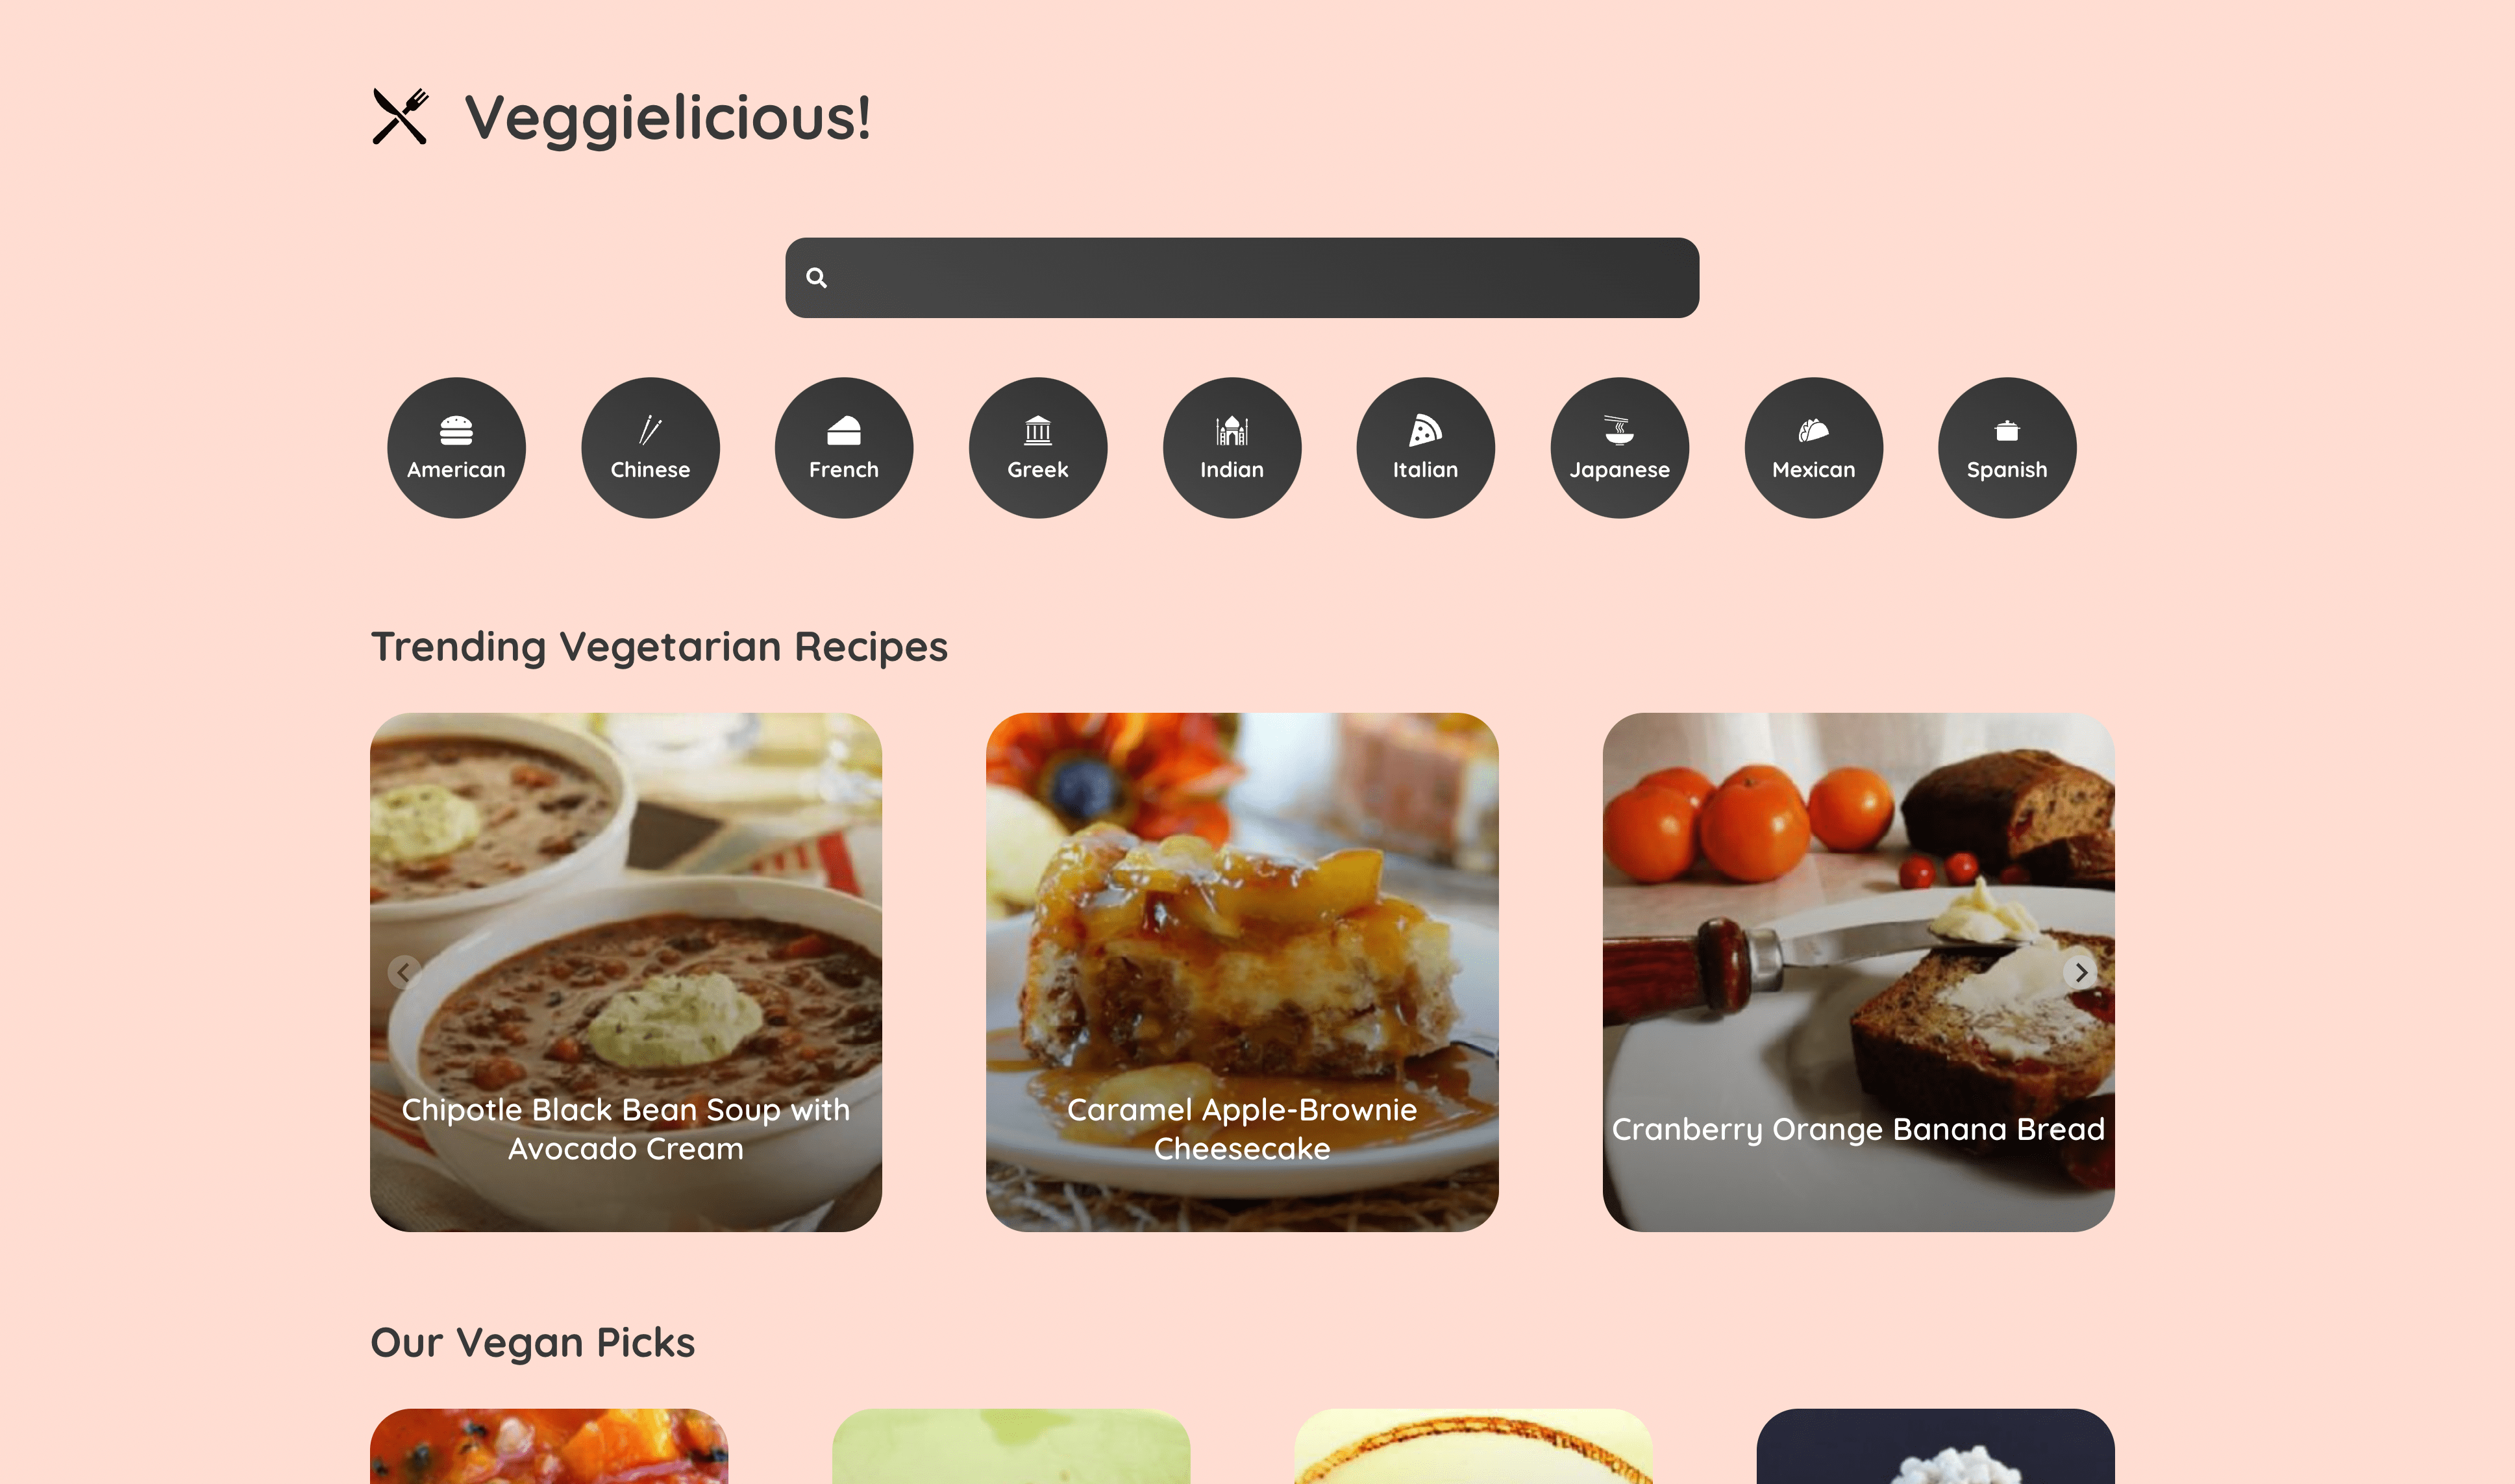 Veggielicious!
American
Chinese
French
Greek
Indian
Italian
Japanese
Mexican
Spanish
Trending Vegetarian Recipes
Chipotle Black Bean Soup with
Avocado Cream
Caramel Apple-Brownie
Cheesecake
Cranberry Orange Banana Bread
Our Vegan Picks